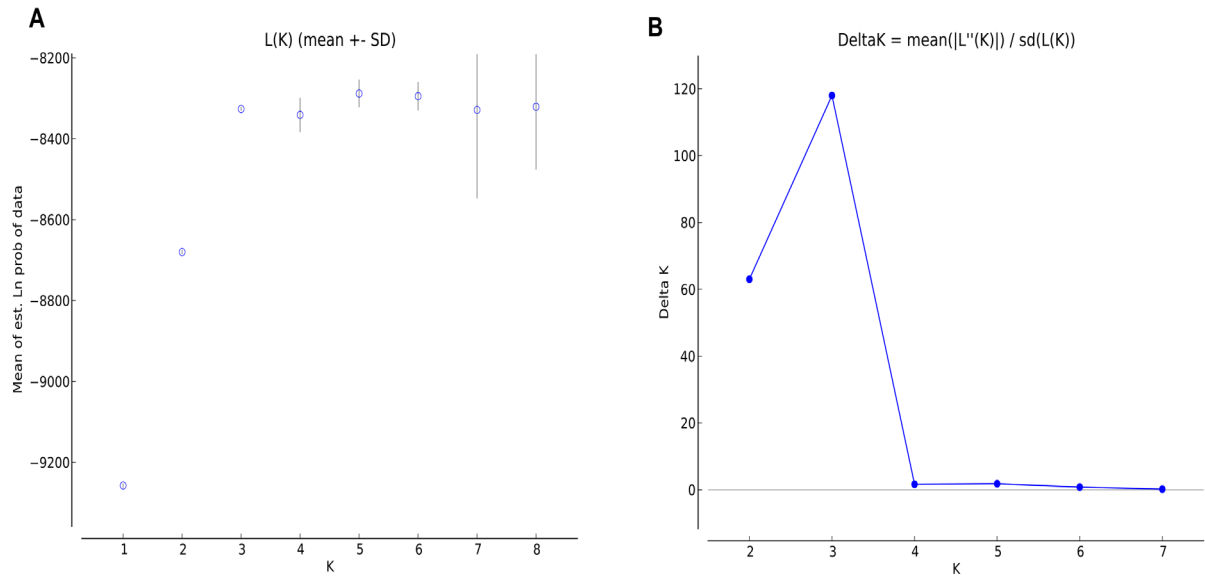 A
L(K) (mean +- SD)
Mean of est. Ln prob of data
−8200
−8400
−8600
−8800
−9000
−9200
1 2 3 4 5 6 7 8
K
B
DeltaK = mean(|L''(K)|) / sd(L(K))
Delta K
120
100
80
60
40
20
0
2 3 4 5 6 7
K